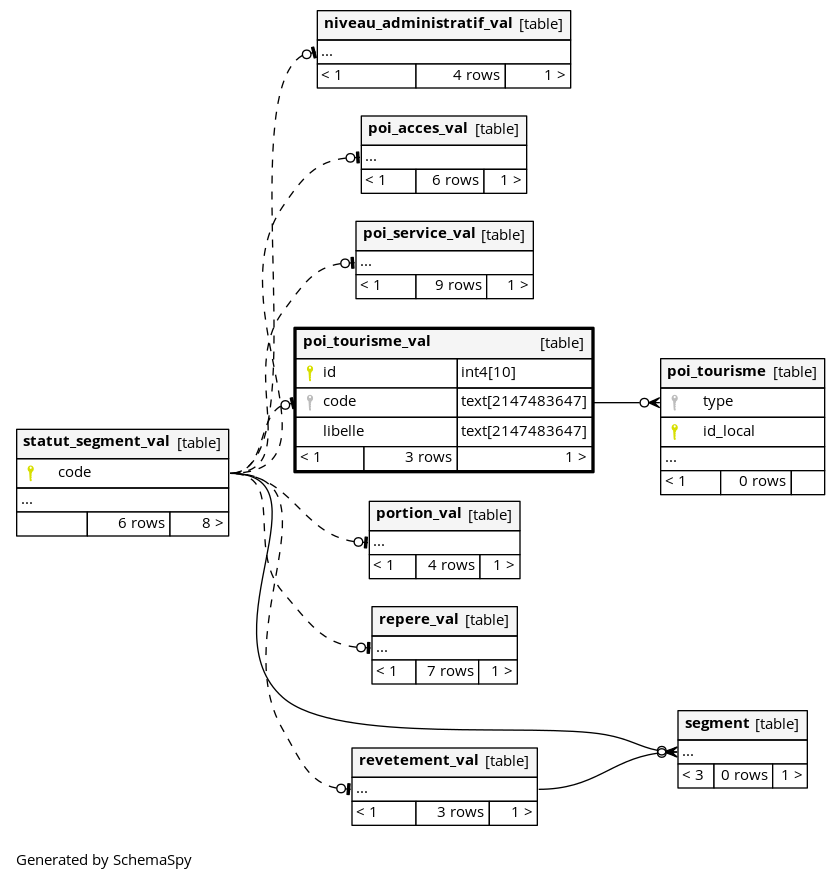 niveau_administratif_val [table]
...
< 1 4 rows 1 >
poi_acces_val [table]
...
< 1 6 rows 1 >
poi_service_val [table]
...
< 1 9 rows 1 >
poi_tourisme_val [table]
id int4[10]
code text[2147483647]
libelle text[2147483647]
< 1 3 rows 1 >
poi_tourisme [table]
type
id_local
...
< 1 0 rows
statut_segment_val [table]
code
...
6 rows 8 >
portion_val [table]
...
< 1 4 rows 1 >
repere_val [table]
...
< 1 7 rows 1 >
segment [table]
...
< 3 0 rows 1 >
revetement_val [table]
...
< 1 3 rows 1 >
Generated by SchemaSpy